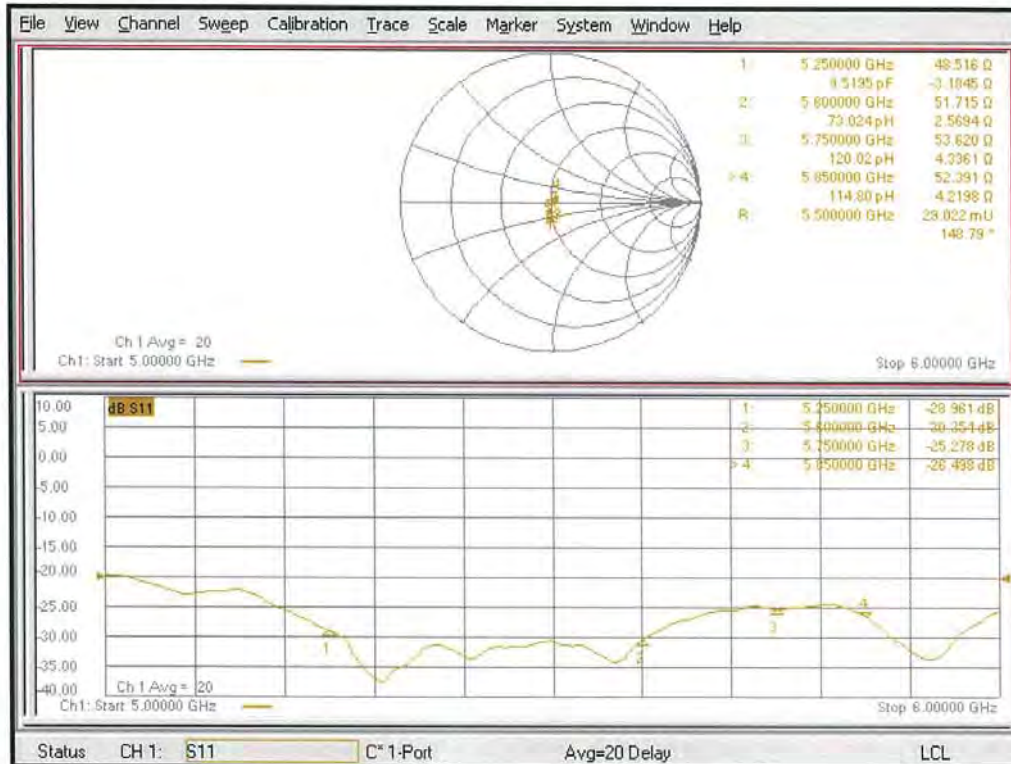 File View Channel Sweep Calibration Trace Scale Marker System Window Help
1: 5.250000 GHz 48.516 Ω
9.5195 pF -3.1845 Ω
2: 5.600000 GHz 51.715 Ω
73.024 pH 2.5694 Ω
3: 5.750000 GHz 53.620 Ω
120.02 pH 4.3361 Ω
> 4: 5.850000 GHz 52.391 Ω
114.80 pH 4.2198 Ω
R: 5.500000 GHz 29.022 mU
148.79 °
Ch 1 Avg = 20
Ch1: Start 5.00000 GHz
Stop 6.00000 GHz
10.00
dB S11
1: 5.250000 GHz -28.961 dB
5.00
2: 5.600000 GHz -30.354 dB
3: 5.750000 GHz -25.278 dB
0.00
> 4: 5.850000 GHz -26.498 dB
-5.00
-10.00
-15.00
-20.00
-25.00
4
-30.00
1
3
2
-35.00
-40.00
Ch 1 Avg = 20
Ch1: Start 5.00000 GHz
Stop 6.00000 GHz
Status CH 1: S11 C* 1-Port Avg=20 Delay LCL